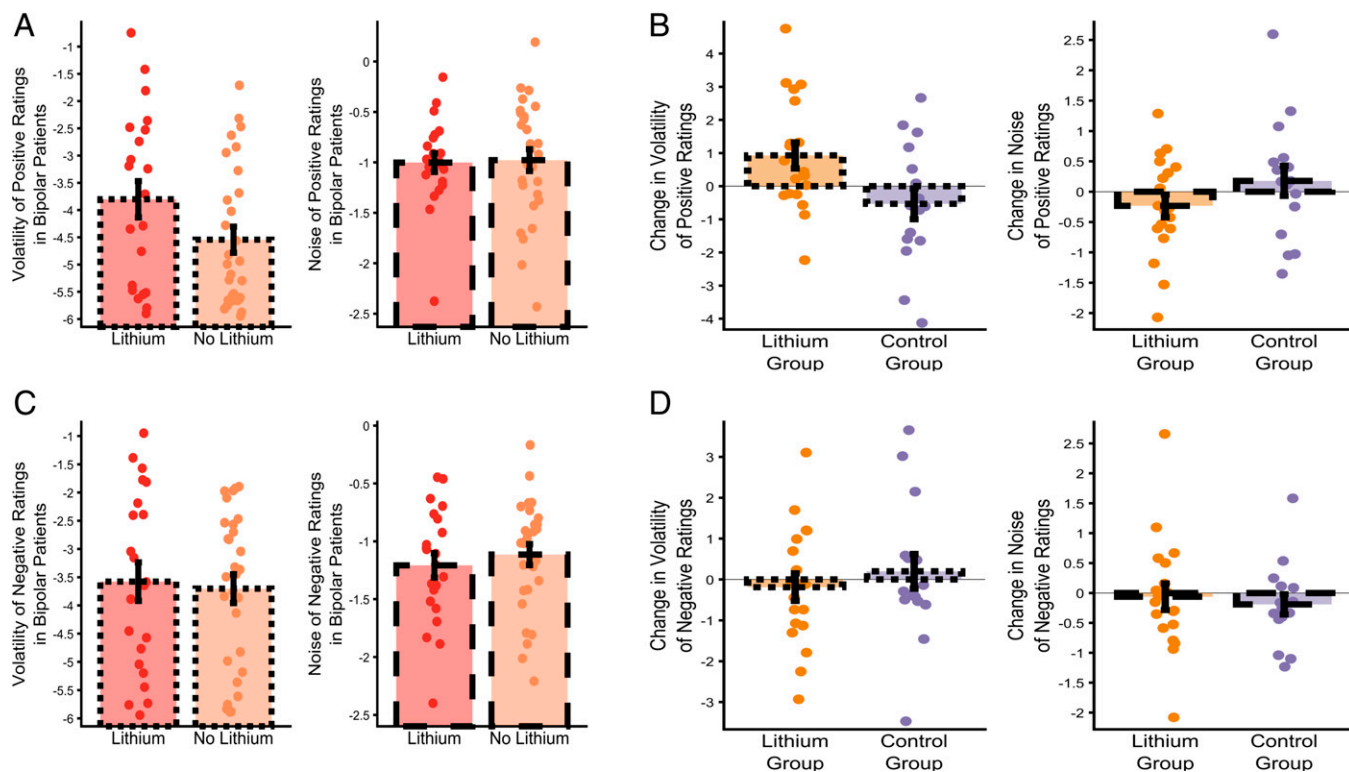 A
Volatility of Positive Ratings
in Bipolar Patients
-1
-1.5
-2
-2.5
-3
-3.5
-4
-4.5
-5
-5.5
-6
Lithium No Lithium
Noise of Positive Ratings
in Bipolar Patients
0
-0.5
-1
-1.5
-2
-2.5
Lithium No Lithium
B
Change in Volatility
of Positive Ratings
4
3
2
1
0
-1
-2
-3
-4
Lithium Control
Group Group
Change in Noise
of Positive Ratings
2.5
2
1.5
1
0.5
0
-0.5
-1
-1.5
-2
Lithium Control
Group Group
C
Volatility of Negative Ratings
in Bipolar Patients
-1
-1.5
-2
-2.5
-3
-3.5
-4
-4.5
-5
-5.5
-6
Lithium No Lithium
Noise of Negative Ratings
in Bipolar Patients
0
-0.5
-1
-1.5
-2
-2.5
Lithium No Lithium
D
Change in Volatility
of Negative Ratings
3
2
1
0
-1
-2
-3
Lithium Control
Group Group
Change in Noise
of Negative Ratings
2.5
2
1.5
1
0.5
0
-0.5
-1
-1.5
-2
Lithium Control
Group Group